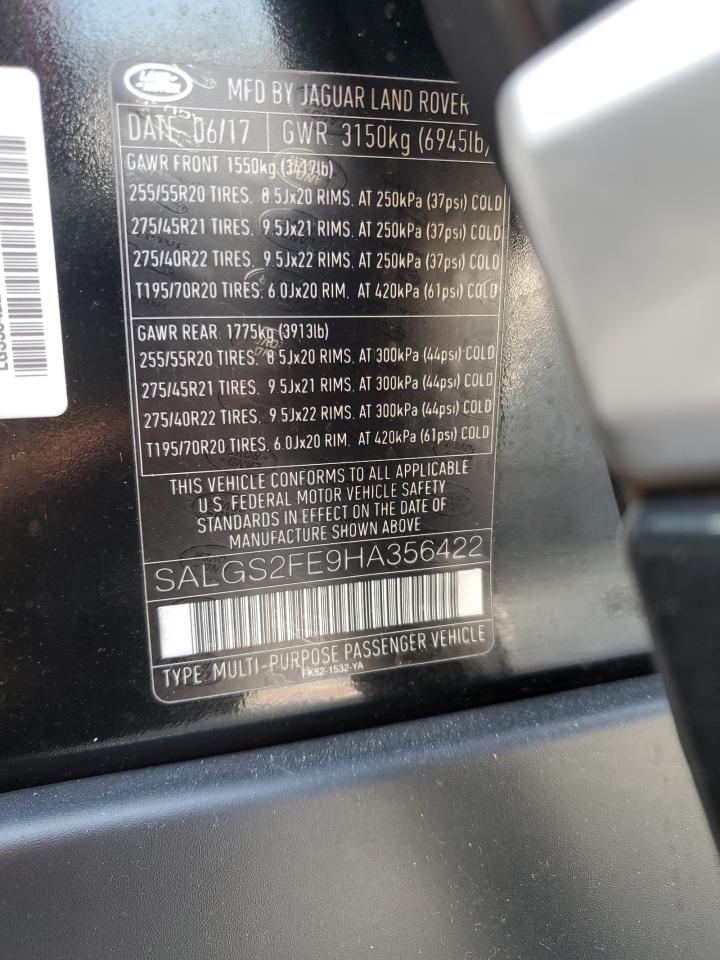 LAND ROVER
MFD BY JAGUAR LAND ROVER
DATE 06/17 GWR 3150kg (6945lb,
GAWR FRONT 1550kg (3417lb)
255/55R20 TIRES. 8.5Jx20 RIMS. AT 250kPa (37psi) COLD
275/45R21 TIRES. 9.5Jx21 RIMS. AT 250kPa (37psi) COLD
275/40R22 TIRES. 9.5Jx22 RIMS. AT 250kPa (37psi) COLD
T195/70R20 TIRES. 6.0Jx20 RIM. AT 420kPa (61psi) COLD
GAWR REAR. 1775kg (3913lb)
255/55R20 TIRES. 8.5Jx20 RIMS. AT 300kPa (44psi) COLD
275/45R21 TIRES. 9.5Jx21 RIMS. AT 300kPa (44psi) COLD
275/40R22 TIRES. 9.5Jx22 RIMS. AT 300kPa (44psi) COLD
T195/70R20 TIRES. 6.0Jx20 RIM. AT 420kPa (61psi) COLD
THIS VEHICLE CONFORMS TO ALL APPLICABLE
U.S. FEDERAL MOTOR VEHICLE SAFETY
STANDARDS IN EFFECT ON THE DATE OF
MANUFACTURE SHOWN ABOVE
SALGS2FE9HA356422
TYPE. MULTI-PURPOSE PASSENGER VEHICLE
FK52-1532-YA